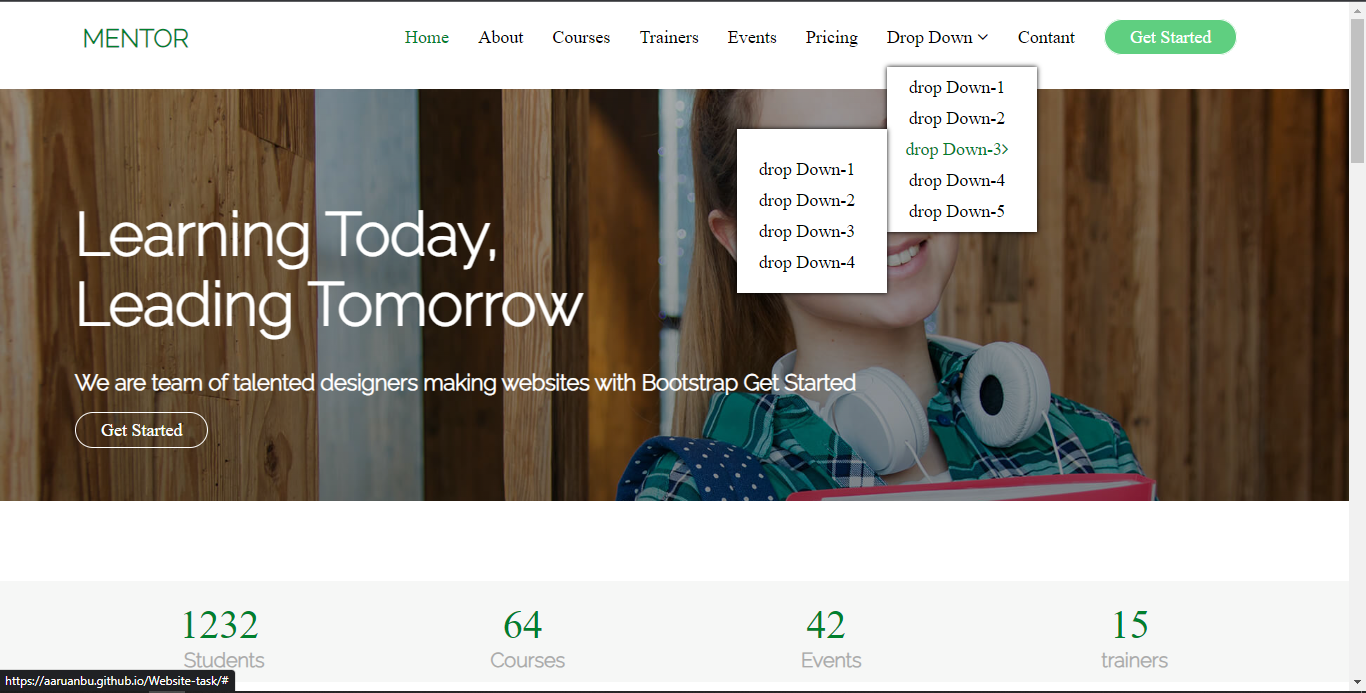 MENTOR
Home About Courses Trainers Events Pricing Drop Down Contant Get Started
drop Down-1
drop Down-2
drop Down-3>
drop Down-4
drop Down-5
drop Down-1
drop Down-2
drop Down-3
drop Down-4
Learning Today,
Leading Tomorrow
We are team of talented designers making websites with Bootstrap Get Started
Get Started
1232 64 42 15
Students Courses Events trainers
https://aaruanbu.github.io/Website-task/#